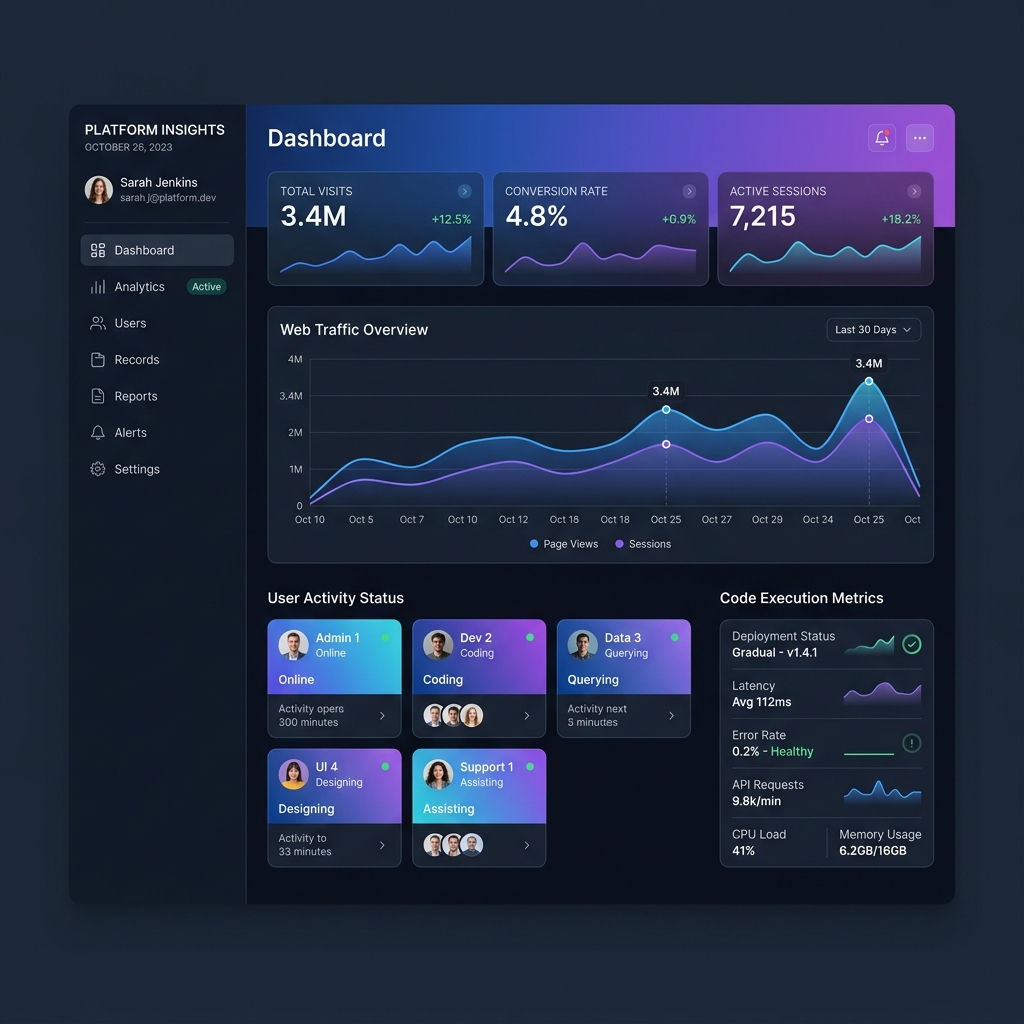 PLATFORM INSIGHTS
OCTOBER 26, 2023
Sarah Jenkins
sarah@platform.dev
Dashboard
Analytics
Active
Users
Records
Reports
Alerts
Settings
Dashboard
TOTAL VISITS
3.4M
+12.5%
CONVERSION RATE
4.8%
+0.9%
ACTIVE SESSIONS
7,215
+18.2%
Web Traffic Overview
Last 30 Days
4M
3.4M
2M
1M
0
3.4M
3.4M
Oct 10 Oct 5 Oct 7 Oct 10 Oct 12 Oct 18 Oct 18 Oct 25 Oct 27 Oct 29 Oct 34 Oct 25 Oct
Page Views
Sessions
User Activity Status
Admin 1
Online
Online
Activity opens
300 minutes
Dev 2
Coding
Coding
Data 3
Querying
Querying
Activity next
5 minutes
UI 4
Designing
Designing
Activity to
33 minutes
Support 1
Assisting
Assisting
Code Execution Metrics
Deployment Status
Gradual - v1.4.1
Latency
Avg 112ms
Error Rate
0.2% - Healthy
API Requests
9.8k/min
CPU Load
41%
Memory Usage
6.2GB/16GB